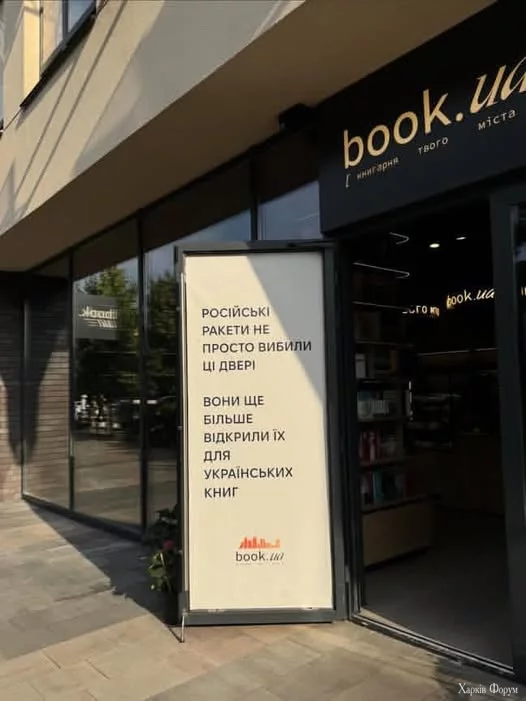 book.ua
[ книгарня твого міста
РОСІЙСЬКІ
РАКЕТИ НЕ
ПРОСТО ВИБИЛИ
ЦІ ДВЕРІ
ВОНИ ЩЕ
БІЛЬШЕ
ВІДКРИЛИ ЇХ
ДЛЯ
УКРАЇНСЬКИХ
КНИГ
book.ua
book.ua
Харків Форум